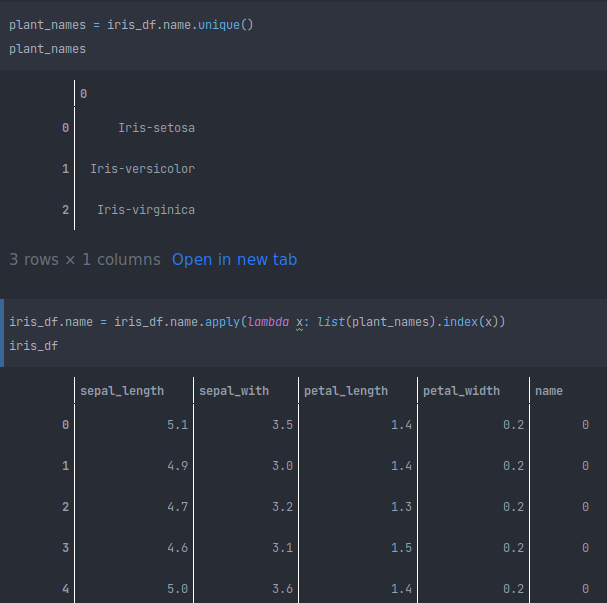 plant_names = iris_df.name.unique()
plant_names
0
0 Iris-setosa
1 Iris-versicolor
2 Iris-virginica
3 rows × 1 columns Open in new tab
iris_df.name = iris_df.name.apply(lambda x: list(plant_names).index(x))
iris_df
sepal_length sepal_with petal_length petal_width name
0 5.1 3.5 1.4 0.2 0
1 4.9 3.0 1.4 0.2 0
2 4.7 3.2 1.3 0.2 0
3 4.6 3.1 1.5 0.2 0
4 5.0 3.6 1.4 0.2 0